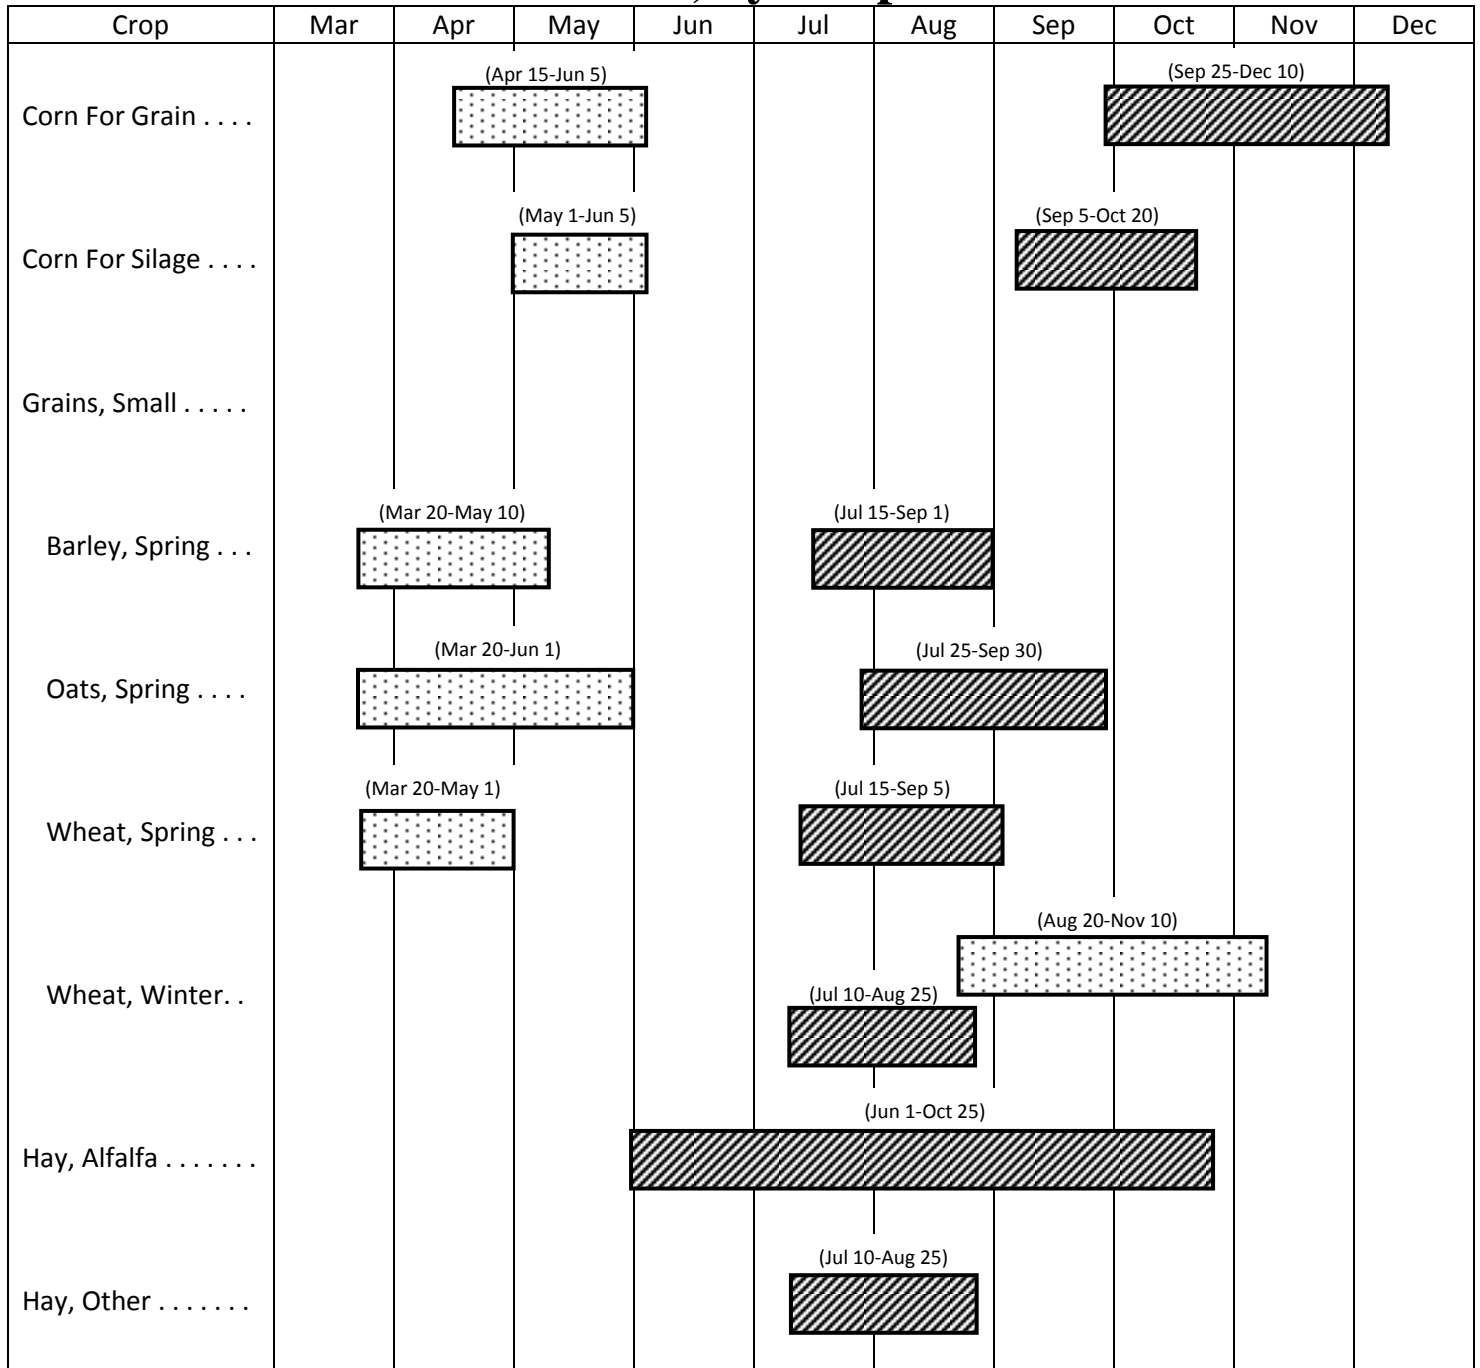 Crop Mar Apr May Jun Jul Aug Sep Oct Nov Dec
(Apr 15-Jun 5) (Sep 25-Dec 10)
Corn For Grain . . . .
(May 1-Jun 5) (Sep 5-Oct 20)
Corn For Silage . . . .
Grains, Small . . . . .
(Mar 20-May 10) (Jul 15-Sep 1)
Barley, Spring . . .
(Mar 20-Jun 1) (Jul 25-Sep 30)
Oats, Spring . . . .
(Mar 20-May 1) (Jul 15-Sep 5)
Wheat, Spring . . .
(Aug 20-Nov 10)
Wheat, Winter. . (Jul 10-Aug 25)
(Jun 1-Oct 25)
Hay, Alfalfa . . . . . . .
(Jul 10-Aug 25)
Hay, Other . . . . . . .